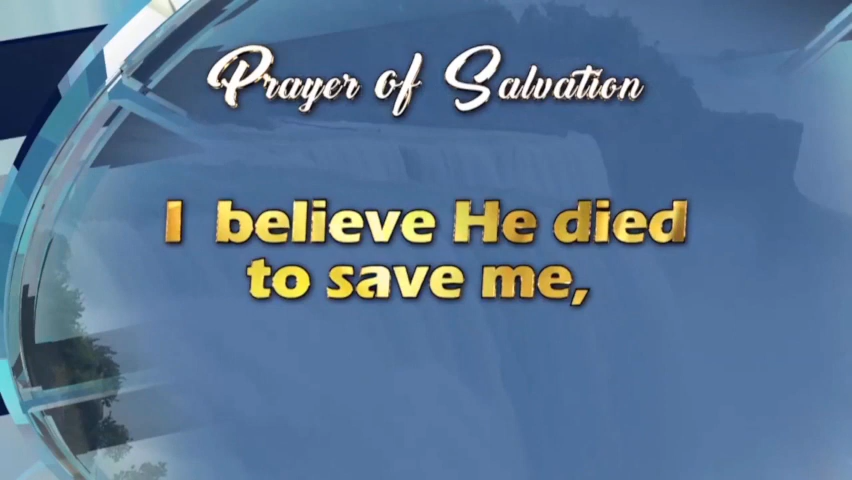 Prayer of Salvation
I believe He died
to save me,